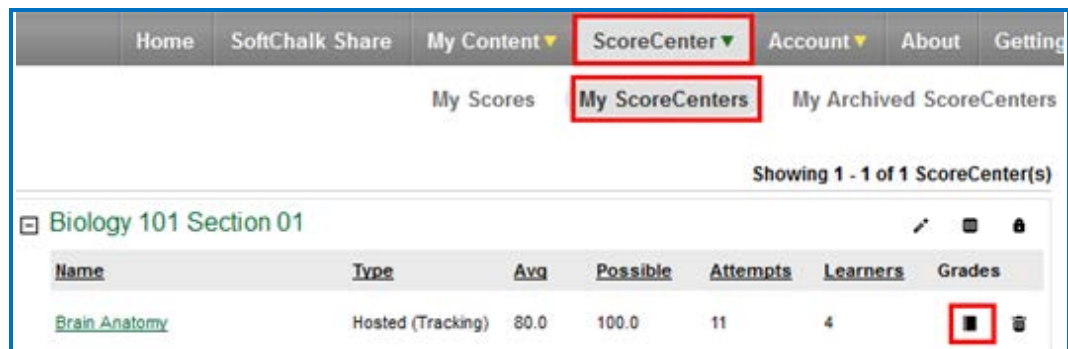 Home SoftChalk Share My Content ScoreCenter Account About Getting
My Scores My ScoreCenters My Archived ScoreCenters
Showing 1 - 1 of 1 ScoreCenter(s)
Biology 101 Section 01
Name Type Avg Possible Attempts Learners Grades
Brain Anatomy Hosted (Tracking) 80.0 100.0 11 4